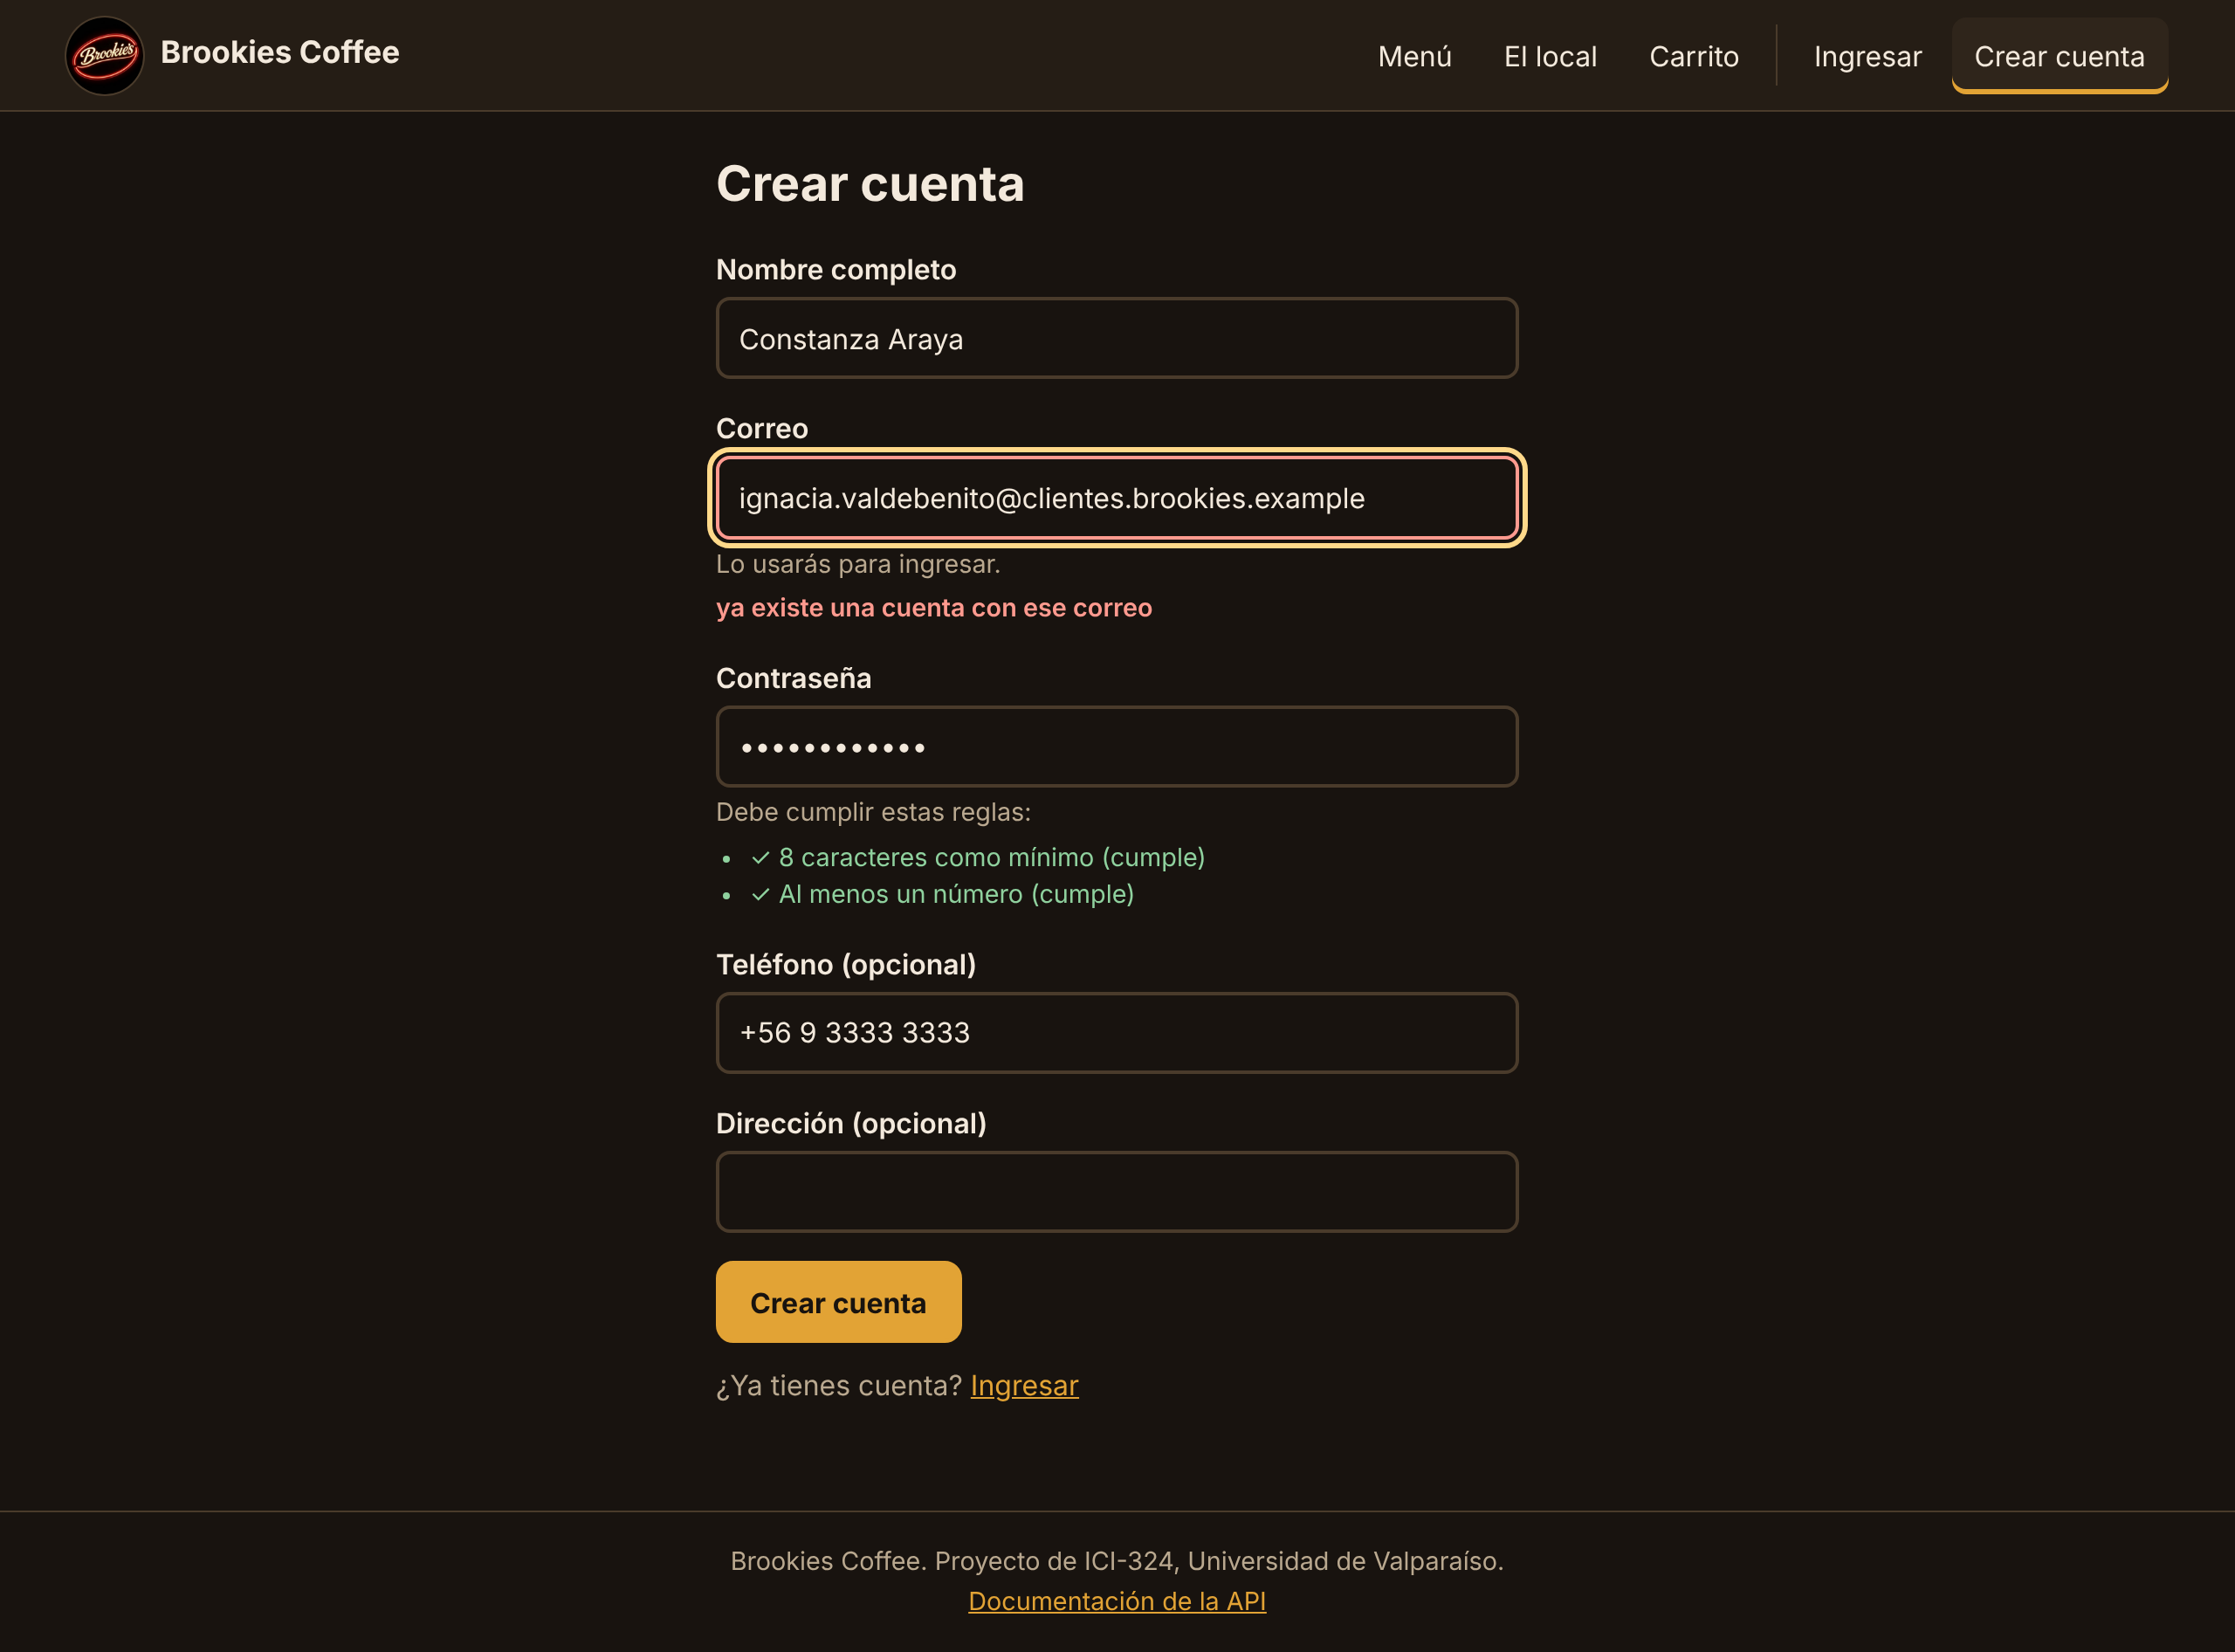 Brookies
Brookies Coffee
Menú
El local
Carrito
Ingresar
Crear cuenta
Crear cuenta
Nombre completo
Constanza Araya
Correo
ignacia.valdebenito@clientes.brookies.example
Lo usarás para ingresar.
ya existe una cuenta con ese correo
Contraseña
••••••••••••
Debe cumplir estas reglas:
• ✓ 8 caracteres como mínimo (cumple)
• ✓ Al menos un número (cumple)
Teléfono (opcional)
+56 9 3333 3333
Dirección (opcional)
Crear cuenta
¿Ya tienes cuenta? Ingresar
Brookies Coffee. Proyecto de ICI-324, Universidad de Valparaíso.
Documentación de la API